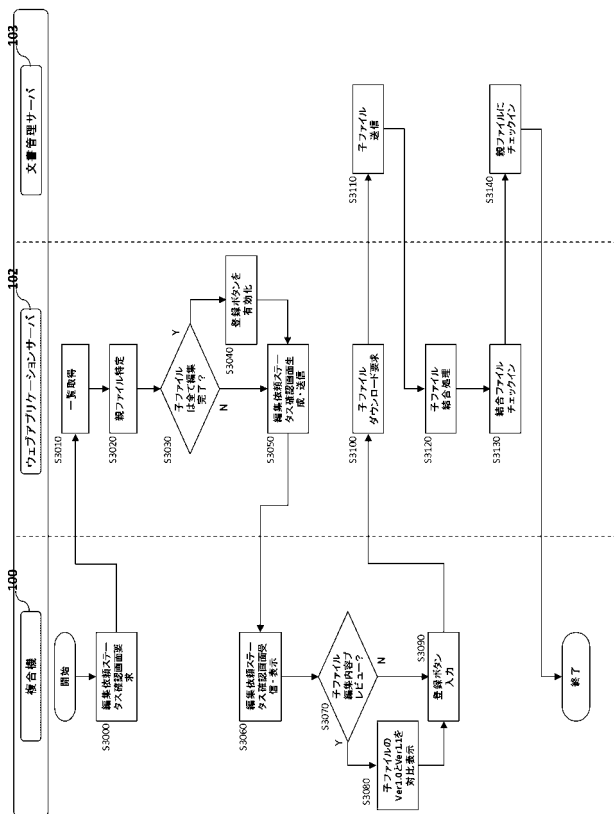 複合機
100
ウェブアプリケーションサーバ
102
文書管理サーバ
103
開始
編集依頼ステー
タス確認画面要
求
S3000
一覧取得
S3010
親ファイル特定
S3020
子ファイル
は全て編集
完了?
S3030
Y
N
登録ボタンを
有効化
S3040
編集依頼ステー
タス確認画面生
成・送信
S3050
編集依頼ステー
タス確認画面受
信・表示
S3060
子ファイル
編集内容プ
レビュー?
S3070
Y
N
子ファイルの
Ver1.0とVer1.1を
対比表示
S3080
登録ボタン
入力
S3090
子ファイル
ダウンロード要求
S3100
子ファイル
送信
S3110
子ファイル
結合処理
S3120
結合ファイル
チェックイン
S3130
親ファイルに
チェックイン
S3140
終了